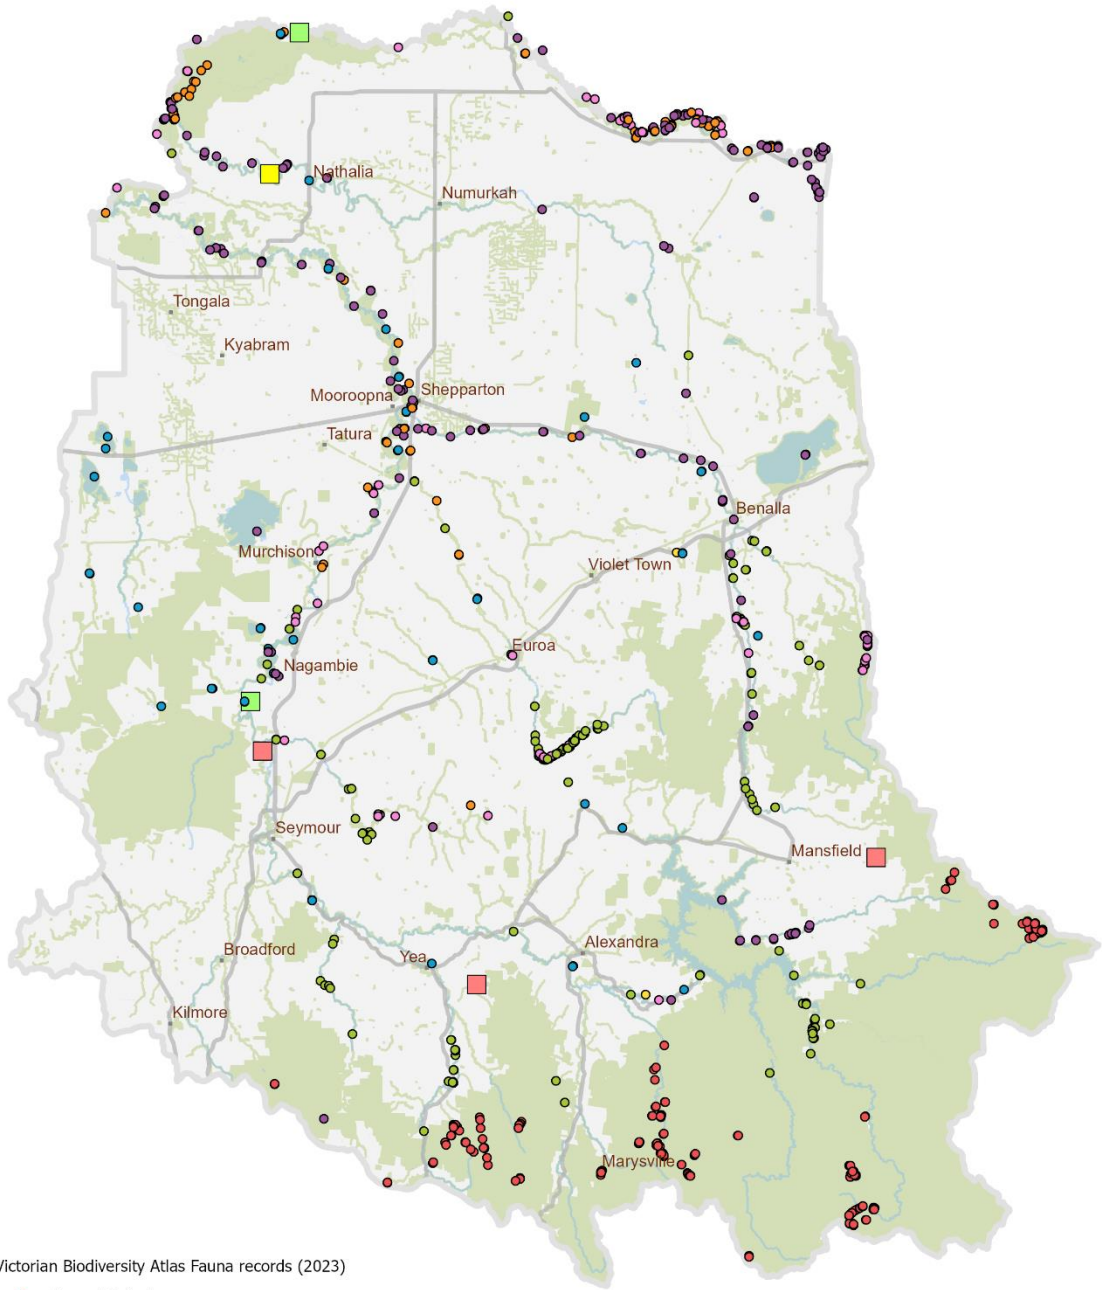 Nathalia
Numurkah
Tongala
Kyabram
Shepparton
Mooroopna
Tatura
Benalla
Murchison
Violet Town
Euroa
Nagambie
Seymour
Mansfield
Alexandra
Broadford
Yea
Kilmore
Marysville
Victorian Biodiversity Atlas Fauna records (2023)